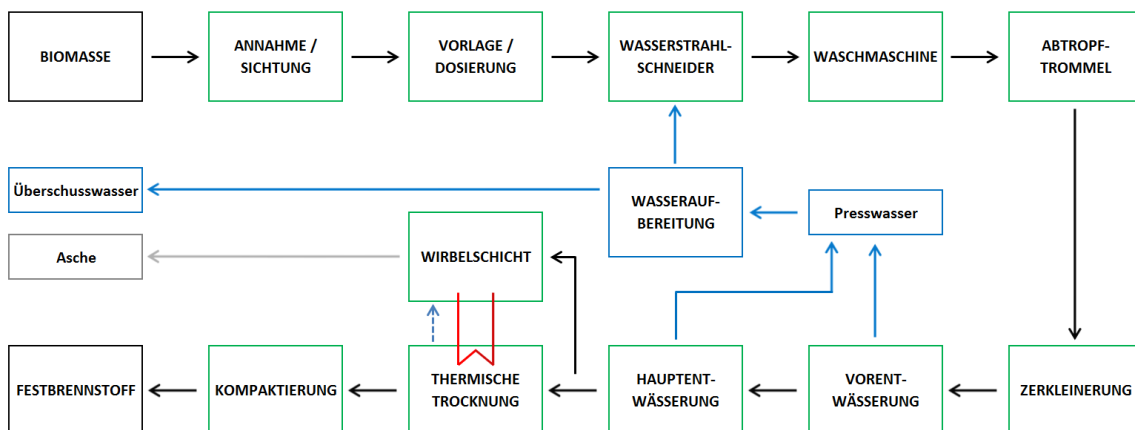 BIOMASSE
ANNAHME /
SICHTUNG
VORLAGE /
DOSIERUNG
WASSERSTRAHL-
SCHNEIDER
WASCHMASCHINE
ABTROPF-
TROMMEL
Überschusswasser
WASSERAUF-
BEREITUNG
Presswasser
Asche
WIRBELSCHICHT
FESTBRENNSTOFF
KOMPAKTIERUNG
THERMISCHE
TROCKNUNG
HAUPTENT-
WÄSSERUNG
VORENT-
WÄSSERUNG
ZERKLEINERUNG